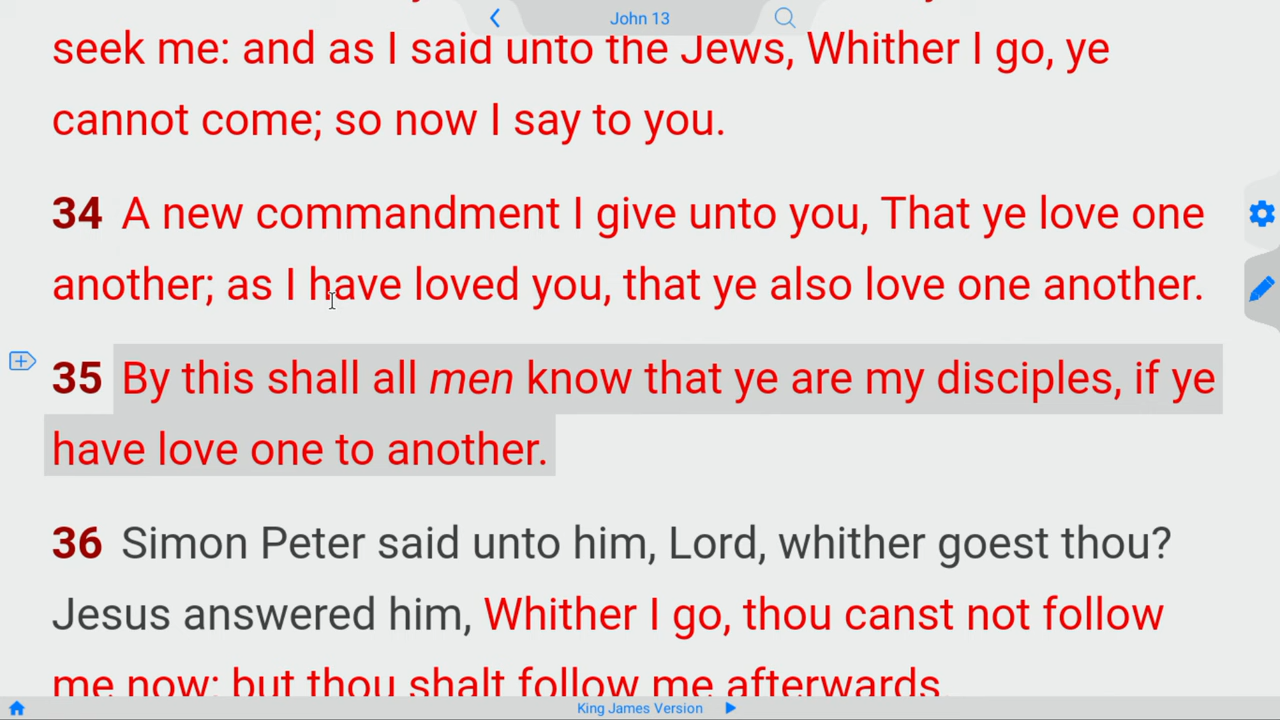 John 13
seek me: and as I said unto the Jews, Whither I go, ye
cannot come; so now I say to you.
34 A new commandment I give unto you, That ye love one
another; as I have loved you, that ye also love one another.
35 By this shall all men know that ye are my disciples, if ye
have love one to another.
36 Simon Peter said unto him, Lord, whither goest thou?
Jesus answered him, Whither I go, thou canst not follow
me now; but thou shalt follow me afterwards.
King James Version